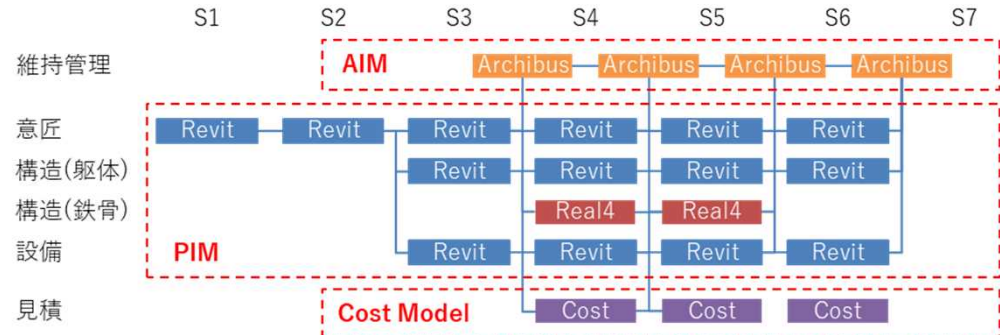 S1 S2 S3 S4 S5 S6 S7
維持管理 AIM Archibus Archibus Archibus Archibus
意匠 Revit Revit Revit Revit Revit Revit
構造(躯体) Revit Revit Revit Revit
構造(鉄骨) Real4 Real4
設備 PIM Revit Revit Revit Revit
見積 Cost Model Cost Cost Cost